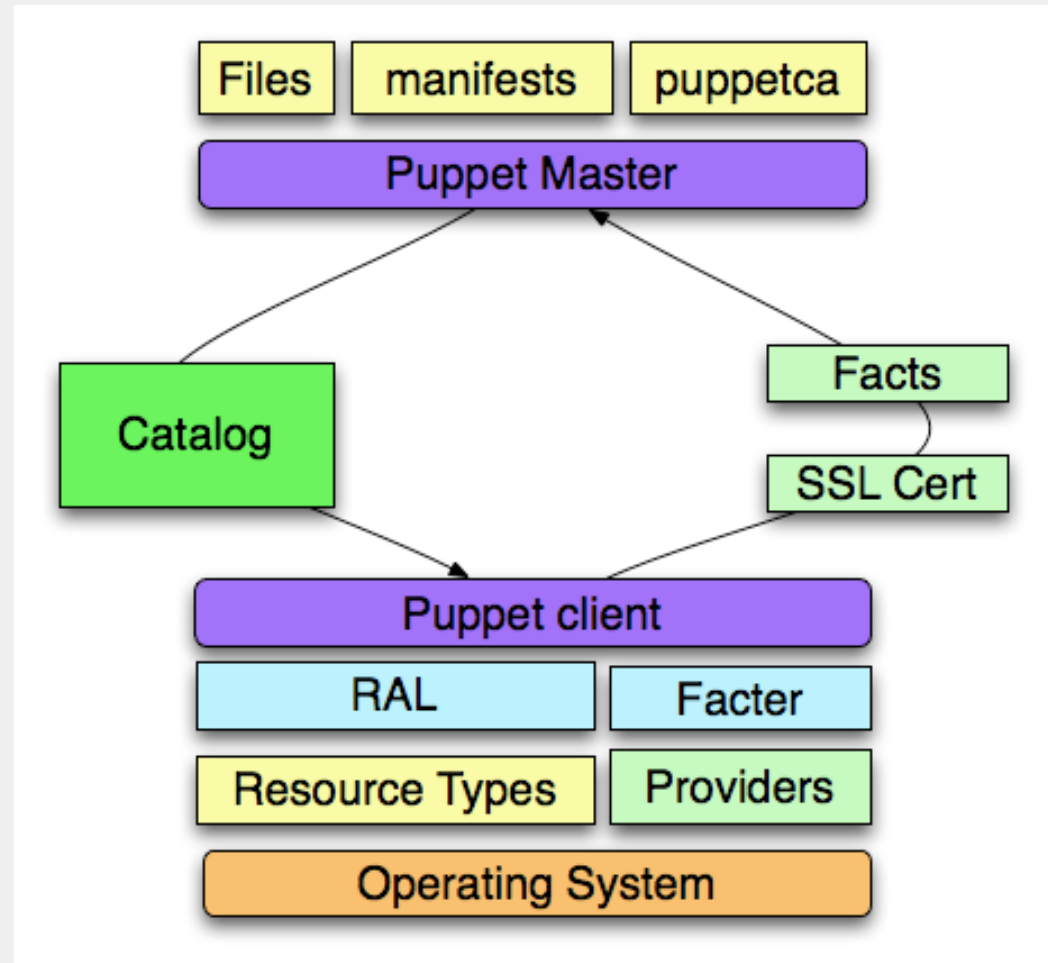 Files
manifests
puppetca
Puppet Master
Catalog
Facts
SSL Cert
Puppet client
RAL
Facter
Resource Types
Providers
Operating System